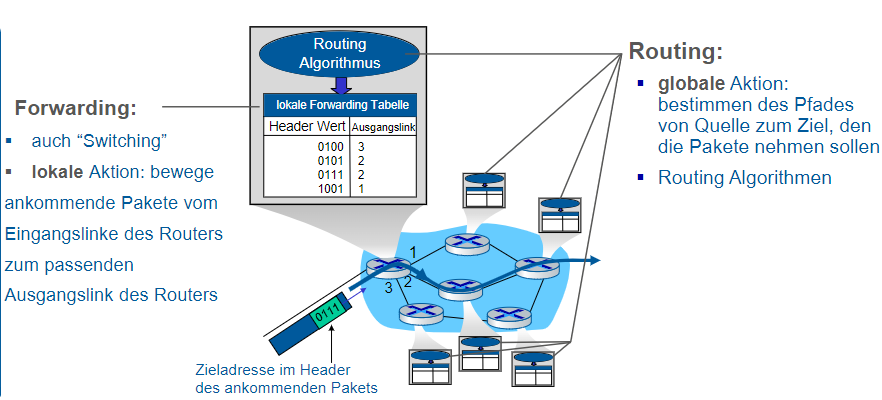 Routing
Algorithmus
lokale Forwarding Tabelle
Header Wert Ausgangslink
0100 3
0101 2
0111 2
1001 1
Forwarding:
auch “Switching”
lokale Aktion: bewege
ankommende Pakete vom
Eingangslinke des Routers
zum passenden
Ausgangslink des Routers
Routing:
globale Aktion:
bestimmen des Pfades
von Quelle zum Ziel, den
die Pakete nehmen sollen
Routing Algorithmen
1
2
3
0111
Zieladresse im Header
des ankommenden Pakets